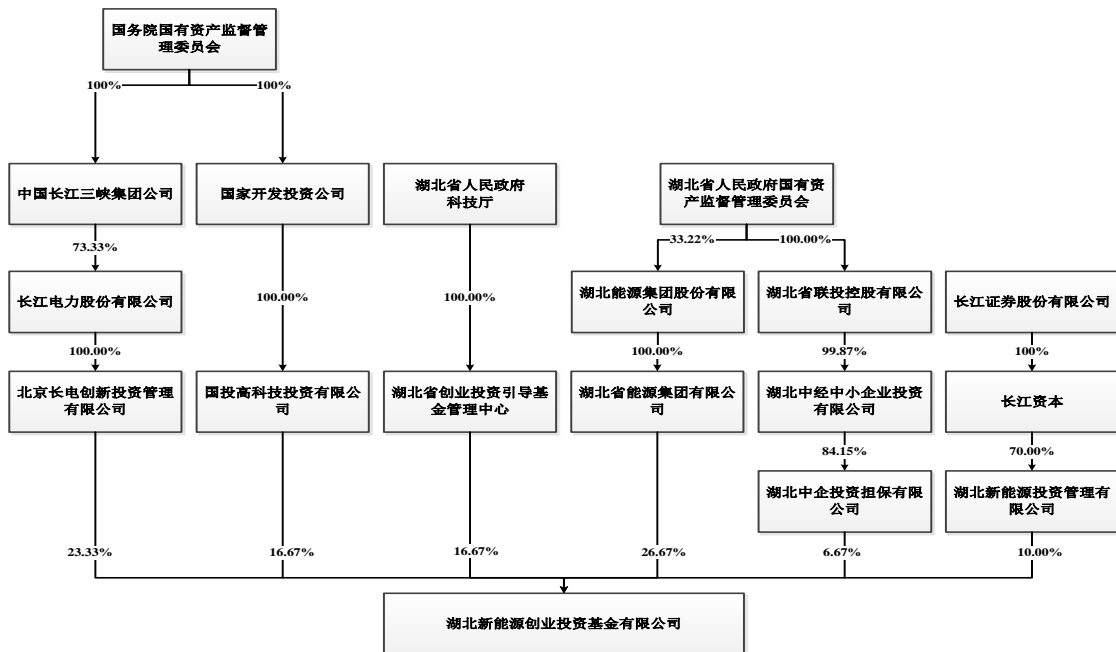 国务院国有资产监督管
理委员会
100%
100%
中国长江三峡集团公司
国家开发投资公司
湖北省人民政府
科技厅
湖北省人民政府国有资
产监督管理委员会
73.33%
33.22%
100.00%
长江电力股份有限公司
100.00%
100.00%
湖北能源集团股份有限
公司
湖北省联投控股有限公
司
长江证券股份有限公司
100.00%
100.00%
99.87%
100%
北京长电创新投资管理
有限公司
国投高科技投资有限公
司
湖北省创业投资引导基
金管理中心
湖北省能源集团有限公
司
湖北中经中小企业投资
有限公司
长江资本
84.15%
70.00%
湖北中企投资担保有限
公司
湖北新能源投资管理有
限公司
23.33%
16.67%
16.67%
26.67%
6.67%
10.00%
湖北新能源创业投资基金有限公司